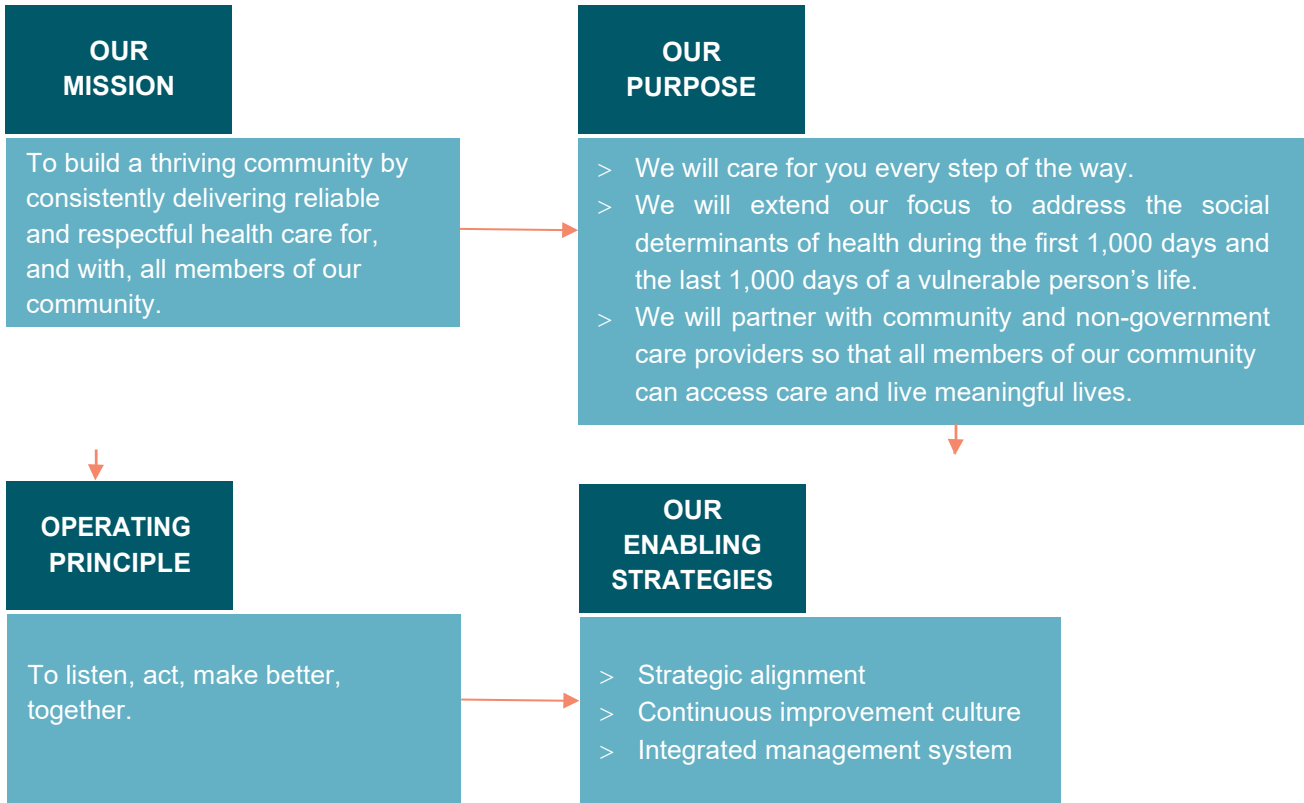 OUR
MISSION
To build a thriving community by
consistently delivering reliable
and respectful health care for,
and with, all members of our
community.
OUR
PURPOSE
> We will care for you every step of the way.
> We will extend our focus to address the social
determinants of health during the first 1,000 days and
the last 1,000 days of a vulnerable person’s life.
> We will partner with community and non-government
care providers so that all members of our community
can access care and live meaningful lives.
OPERATING
PRINCIPLE
To listen, act, make better,
together.
OUR
ENABLING
STRATEGIES
> Strategic alignment
> Continuous improvement culture
> Integrated management system